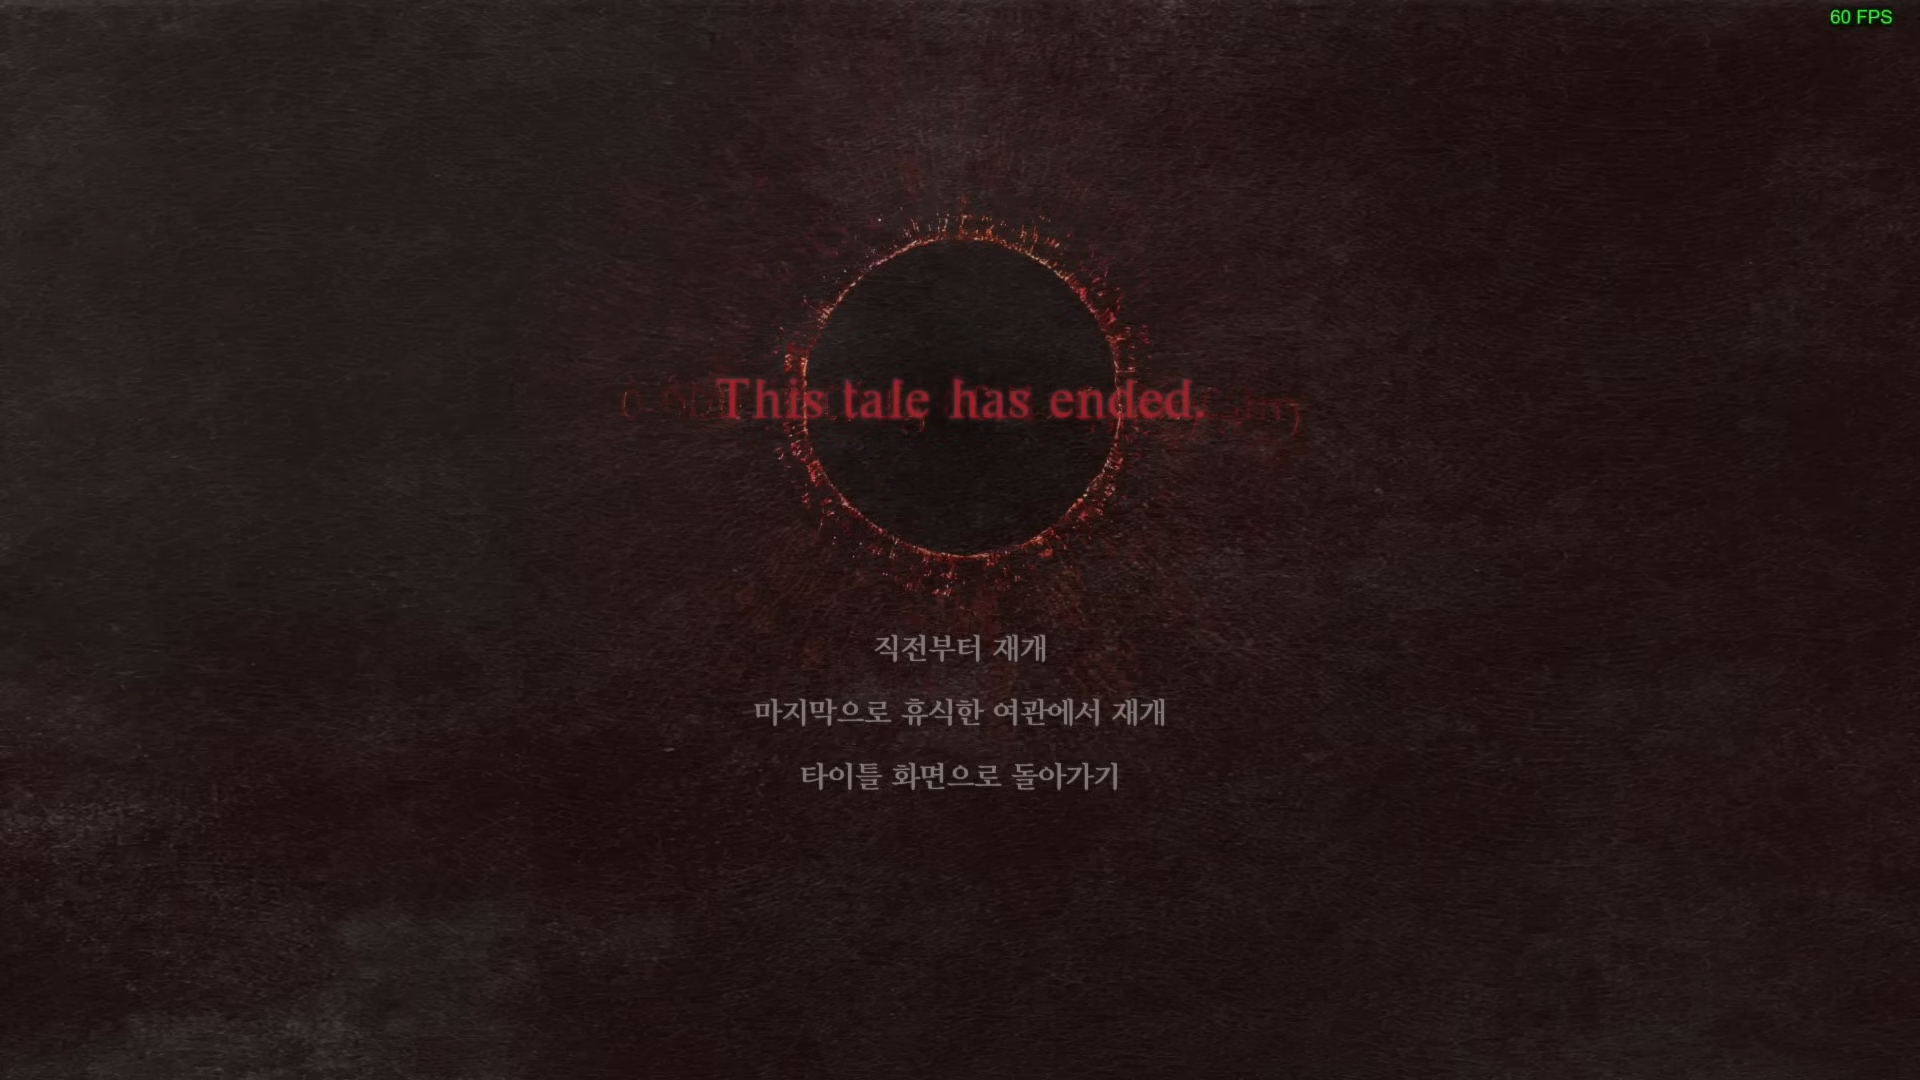 60 FPS
This tale has ended.
직전부터 재개
마지막으로 휴식한 여관에서 재개
타이틀 화면으로 돌아가기